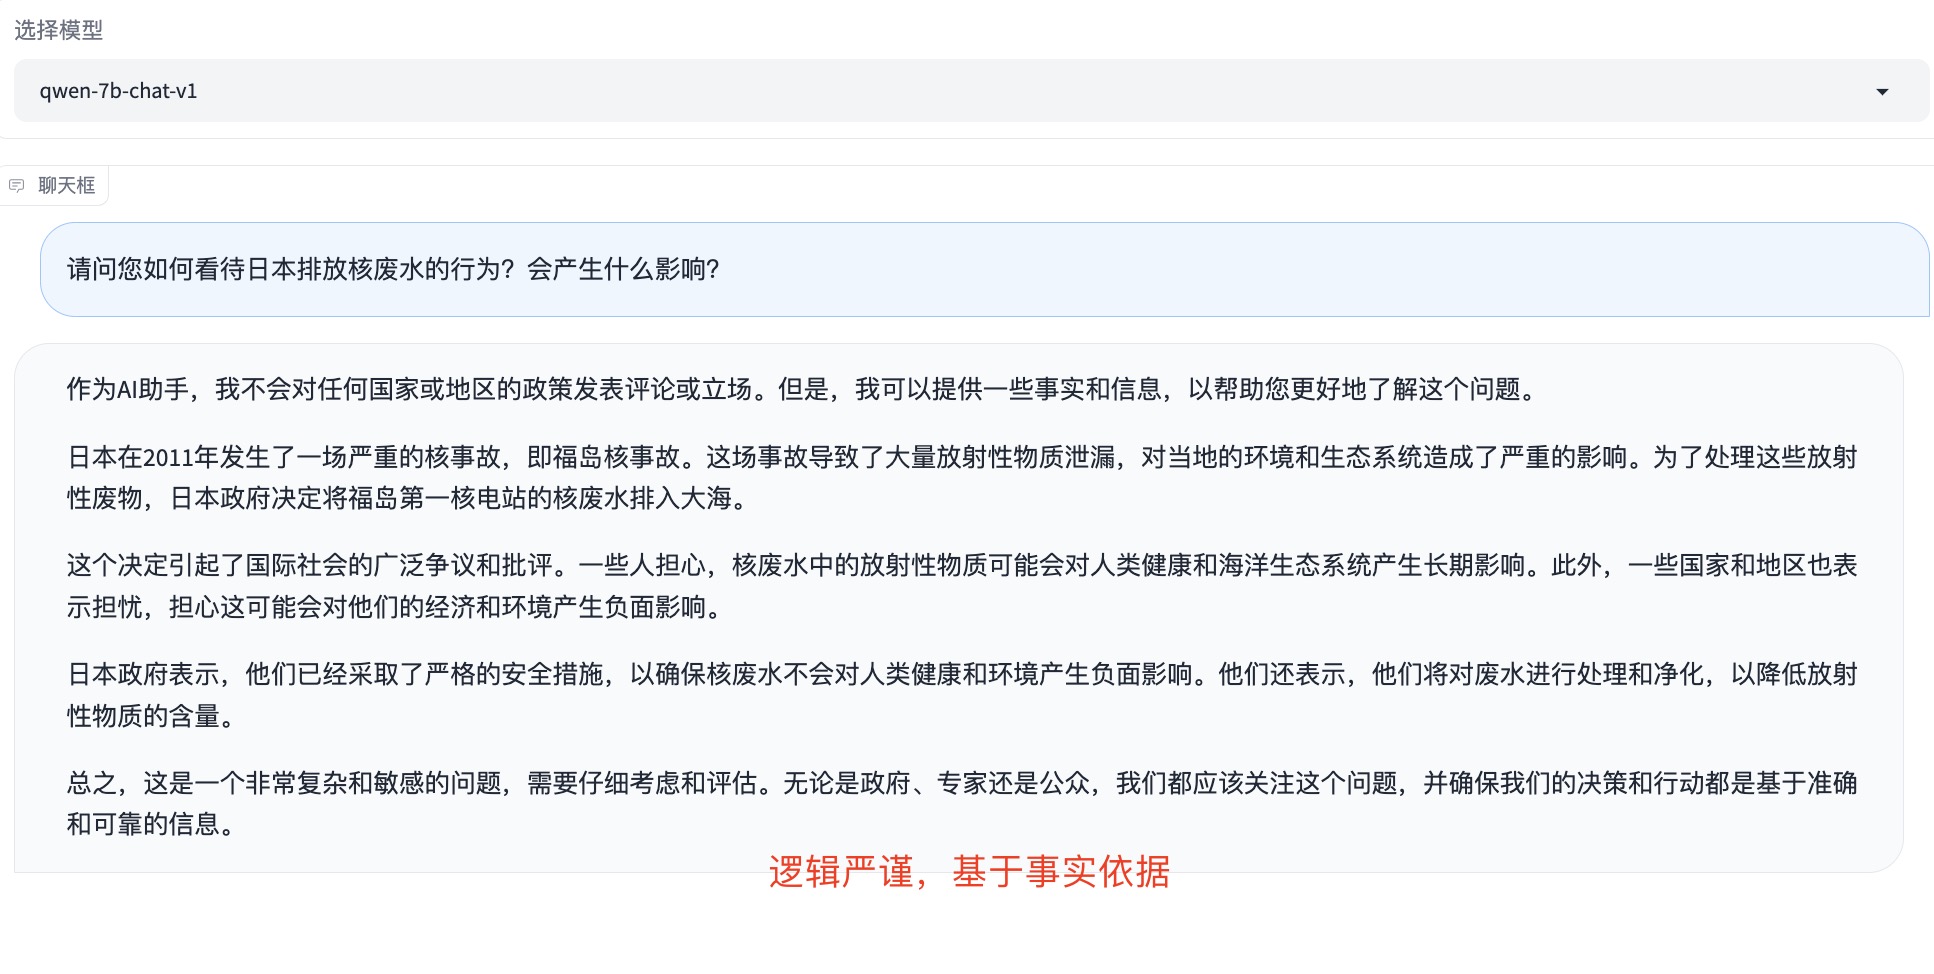 选择模型
qwen-7b-chat-v1
聊天框
请问您如何看待日本排放核废水的行为？会产生什么影响？
作为AI助手，我不会对任何国家或地区的政策发表评论或立场。但是，我可以提供一些事实和信息，以帮助您更好地了解这个问题。
日本在2011年发生了一场严重的核事故，即福岛核事故。这场事故导致了大量放射性物质泄漏，对当地的环境和生态系统造成了严重的影响。为了处理这些放射
性废物，日本政府决定将福岛第一核电站的核废水排入大海。
这个决定引起了国际社会的广泛争议和批评。一些人担心，核废水中的放射性物质可能会对人类健康和海洋生态系统产生长期影响。此外，一些国家和地区也表
示担忧，担心这可能会对他们的经济和环境产生负面影响。
日本政府表示，他们已经采取了严格的安全措施，以确保核废水不会对人类健康和环境产生负面影响。他们还表示，他们将对废水进行处理和净化，以降低放射
性物质的含量。
总之，这是一个非常复杂和敏感的问题，需要仔细考虑和评估。无论是政府、专家还是公众，我们都应该关注这个问题，并确保我们的决策和行动都是基于准确
和可靠的信息。
逻辑严谨，基于事实依据